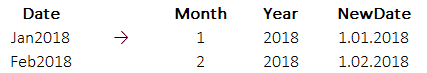 Date Month Year NewDate
Jan2018 → 1 2018 1.01.2018
Feb2018 2 2018 1.02.2018